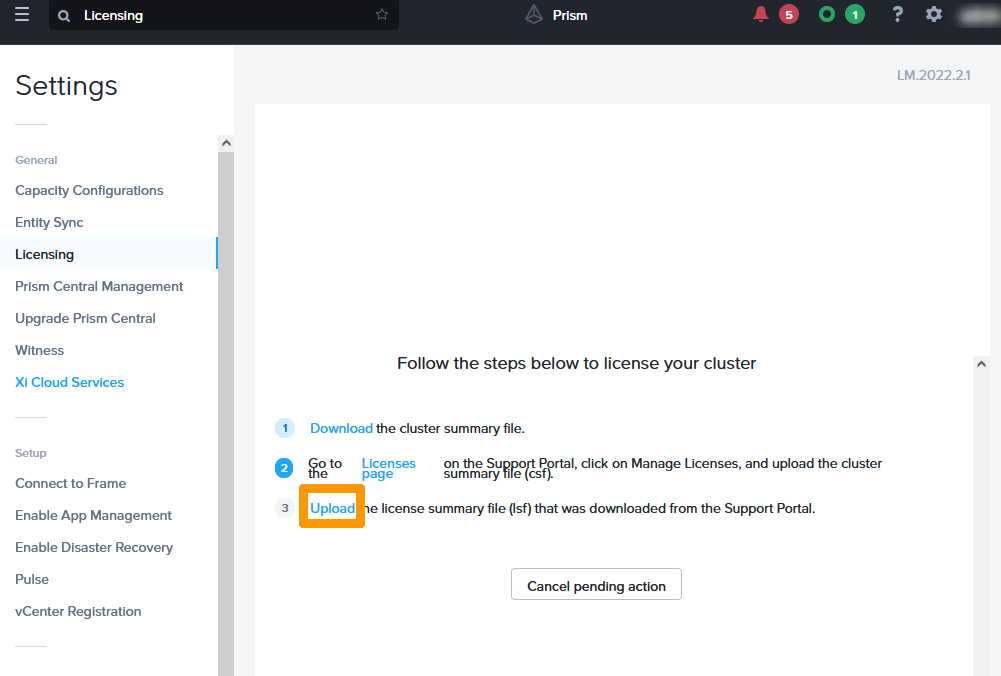 Licensing
Prism
5
1
?
LM.2022.2.1
Settings
General
Capacity Configurations
Entity Sync
Licensing
Prism Central Management
Upgrade Prism Central
Witness
Xi Cloud Services
Setup
Connect to Frame
Enable App Management
Enable Disaster Recovery
Pulse
vCenter Registration
Follow the steps below to license your cluster
1 Download the cluster summary file.
2 Go to the Licenses page on the Support Portal, click on Manage Licenses, and upload the cluster summary file (csf).
3 Upload he license summary file (lsf) that was downloaded from the Support Portal.
Cancel pending action